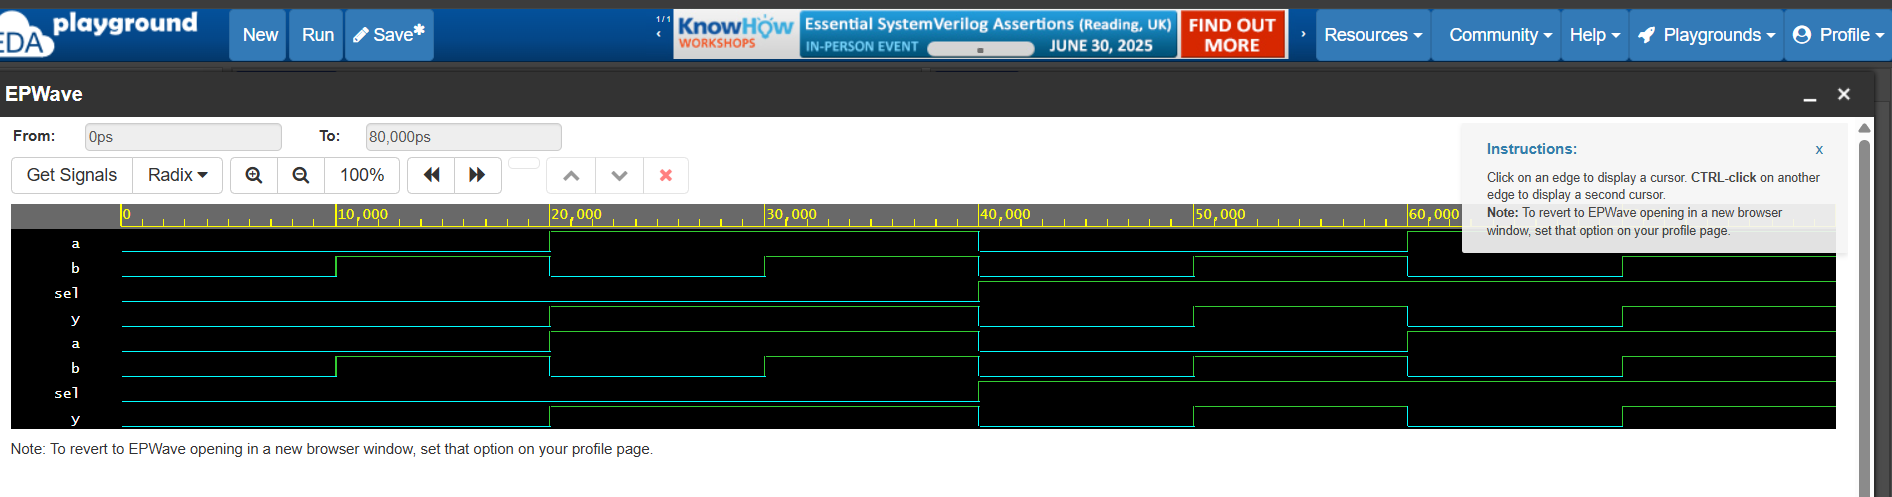 EDA playground
New
Run
Save*
1/1
KnowHow
WORKSHOPS
Essential SystemVerilog Assertions (Reading, UK)
IN-PERSON EVENT
JUNE 30, 2025
FIND OUT
MORE
Resources
Community
Help
Playgrounds
Profile
EPWave
From:
0ps
To:
80,000ps
Get Signals
Radix
100%
Instructions:
x
Click on an edge to display a cursor. CTRL-click on another
edge to display a second cursor.
Note: To revert to EPWave opening in a new browser
window, set that option on your profile page.
0
10,000
20,000
30,000
40,000
50,000
60,000
a
b
sel
y
a
b
sel
y
Note: To revert to EPWave opening in a new browser window, set that option on your profile page.